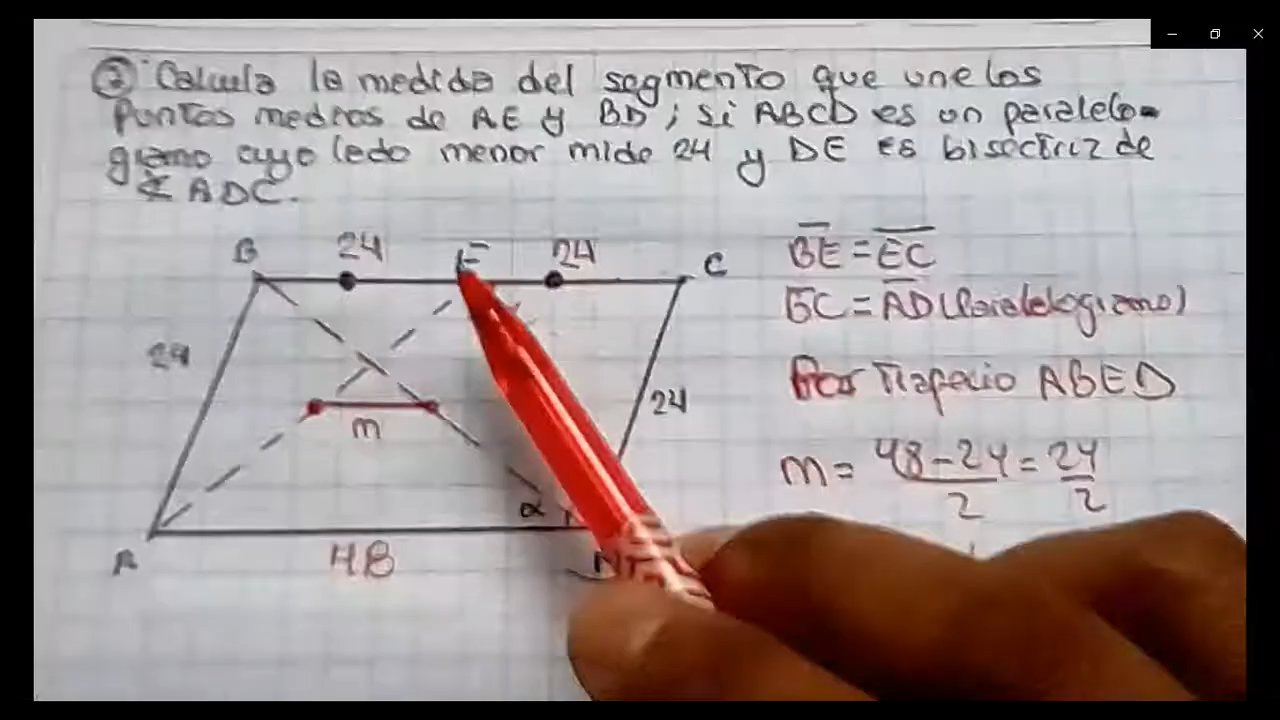 ② Calcula la medida del segmento que une los
Puntos medios de AE y BD; si ABCD es un paralelo-
gramo cuyo lado menor mide 24 y DE es bisectriz de
∢ ADC.
B 24 E 24 C
24
24
m
α
A 48
BE = EC
BC = AD (Paralelogramo)
Por Trapecio ABED
m = 48 - 24 = 24
2 2